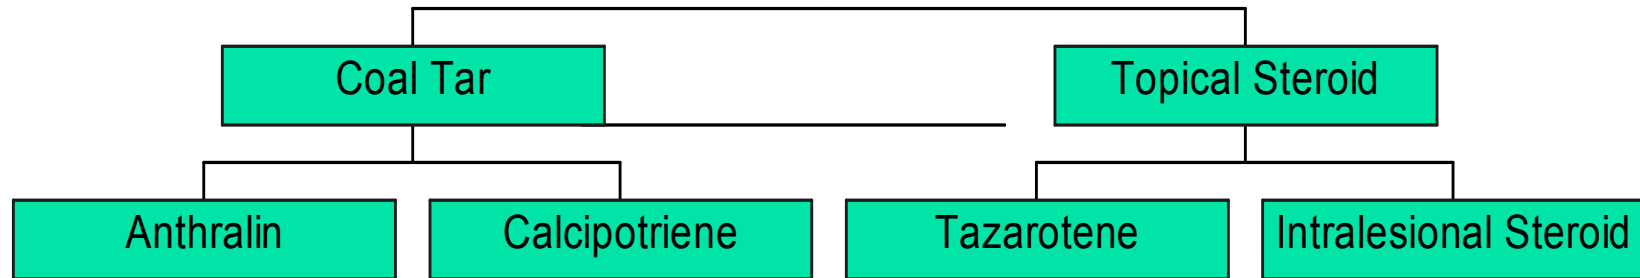 Coal Tar
Topical Steroid
Anthralin
Calcipotriene
Tazarotene
Intralesional Steroid